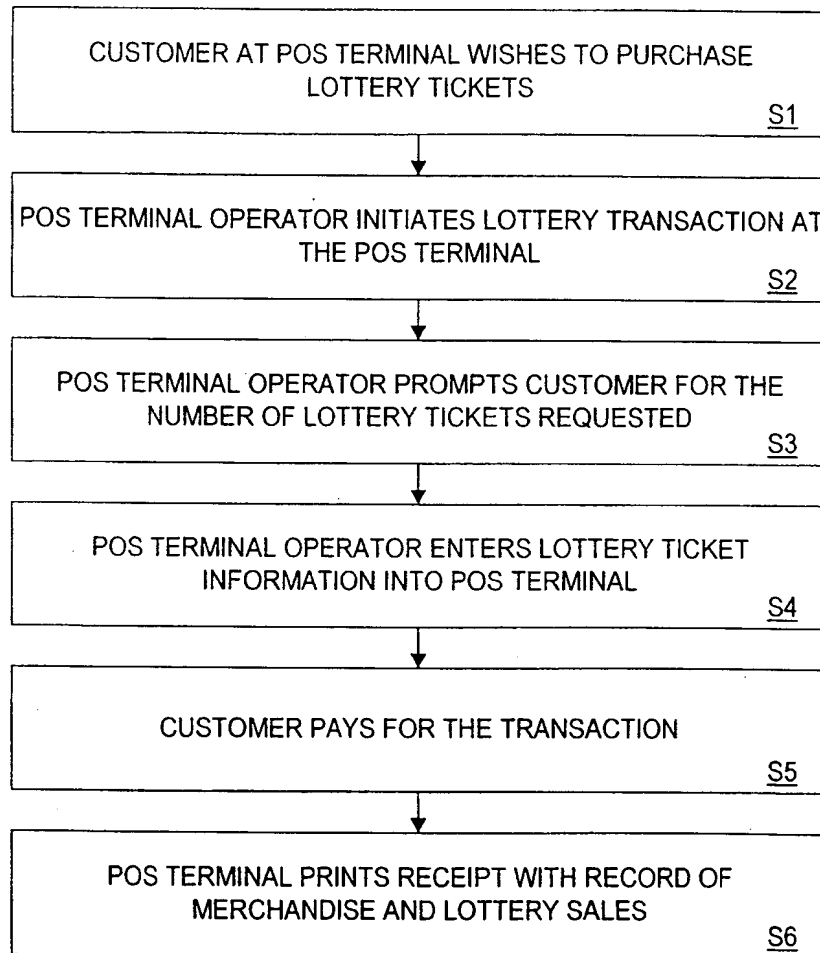 CUSTOMER AT POS TERMINAL WISHES TO PURCHASE
LOTTERY TICKETS
S1
POS TERMINAL OPERATOR INITIATES LOTTERY TRANSACTION AT
THE POS TERMINAL
S2
POS TERMINAL OPERATOR PROMPTS CUSTOMER FOR THE
NUMBER OF LOTTERY TICKETS REQUESTED
S3
POS TERMINAL OPERATOR ENTERS LOTTERY TICKET
INFORMATION INTO POS TERMINAL
S4
CUSTOMER PAYS FOR THE TRANSACTION
S5
POS TERMINAL PRINTS RECEIPT WITH RECORD OF
MERCHANDISE AND LOTTERY SALES
S6